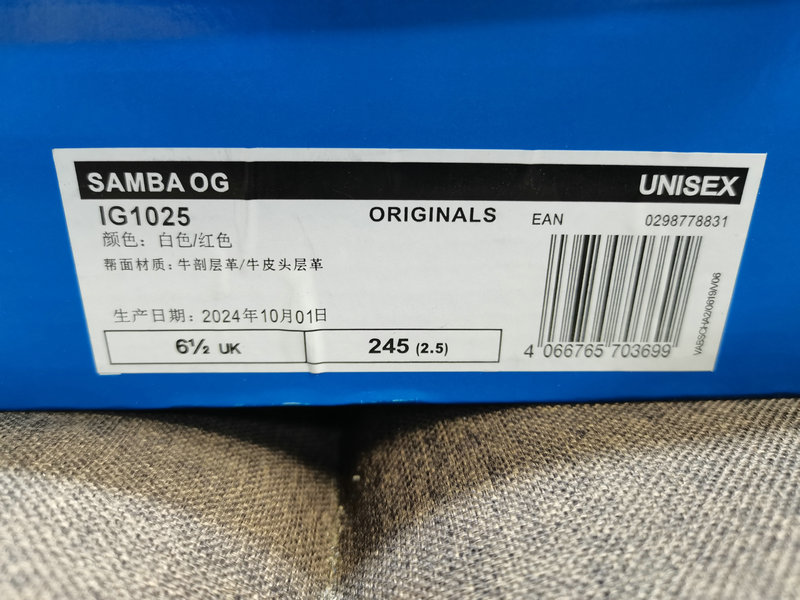 SAMBA OG UNISEX
IG1025 ORIGINALS EAN 0298778831
颜色：白色/红色
帮面材质：牛剖层革/牛皮头层革
生产日期：2024年10月01日
6½ UK 245 (2.5)
4 066765 703699